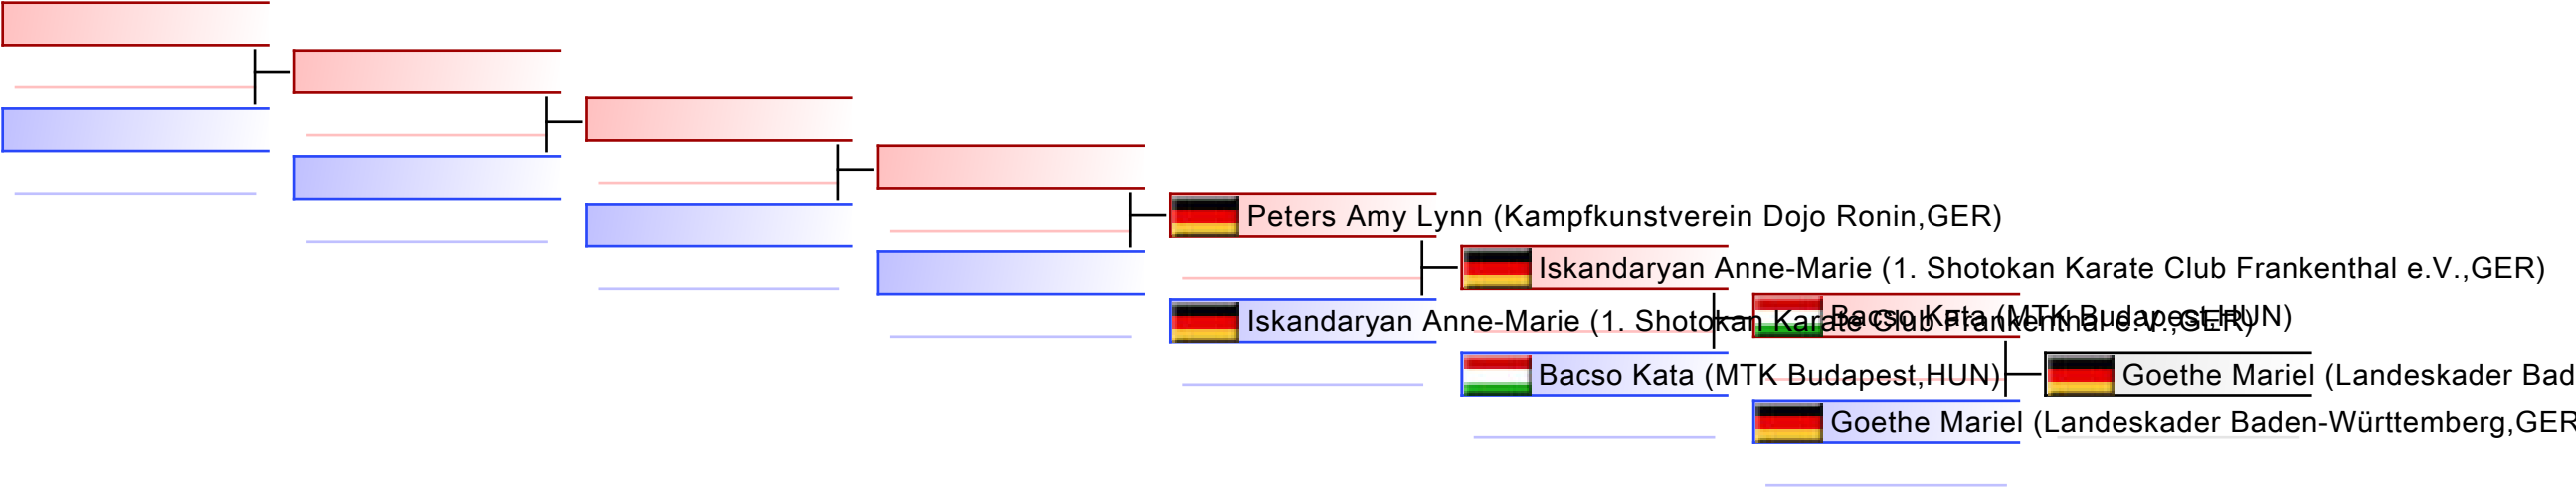 Peters Amy Lynn (Kampfkunstverein Dojo Ronin,GER)
Iskandaryan Anne-Marie (1. Shotokan Karate Club Frankenthal e.V.,GER)
Bacso Kata (MTK Budapest,HUN)
Iskandaryan Anne-Marie (1. Shotokan Karate Club Frankenthal e.V.,GER)
Bacso Kata (MTK Budapest,HUN)
Goethe Mariel (Landeskader Bad
Goethe Mariel (Landeskader Baden-Württemberg,GER